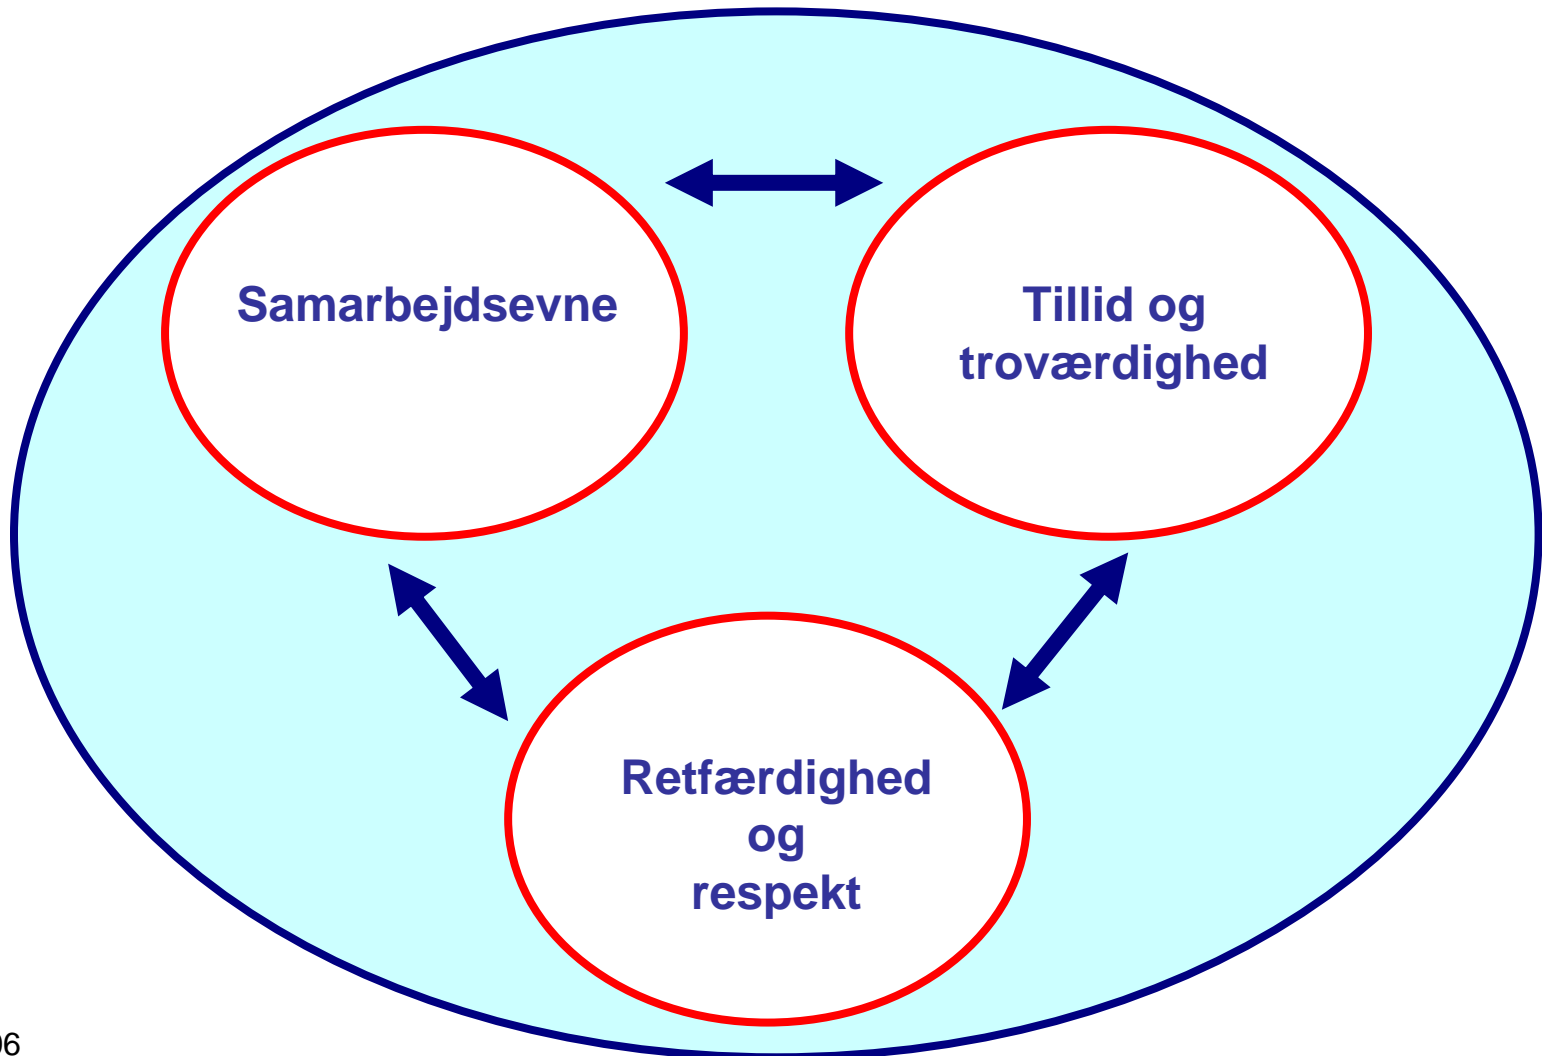 Samarbejdsevne
Tillid og
troværdighed
Retfærdighed
og
respekt
06